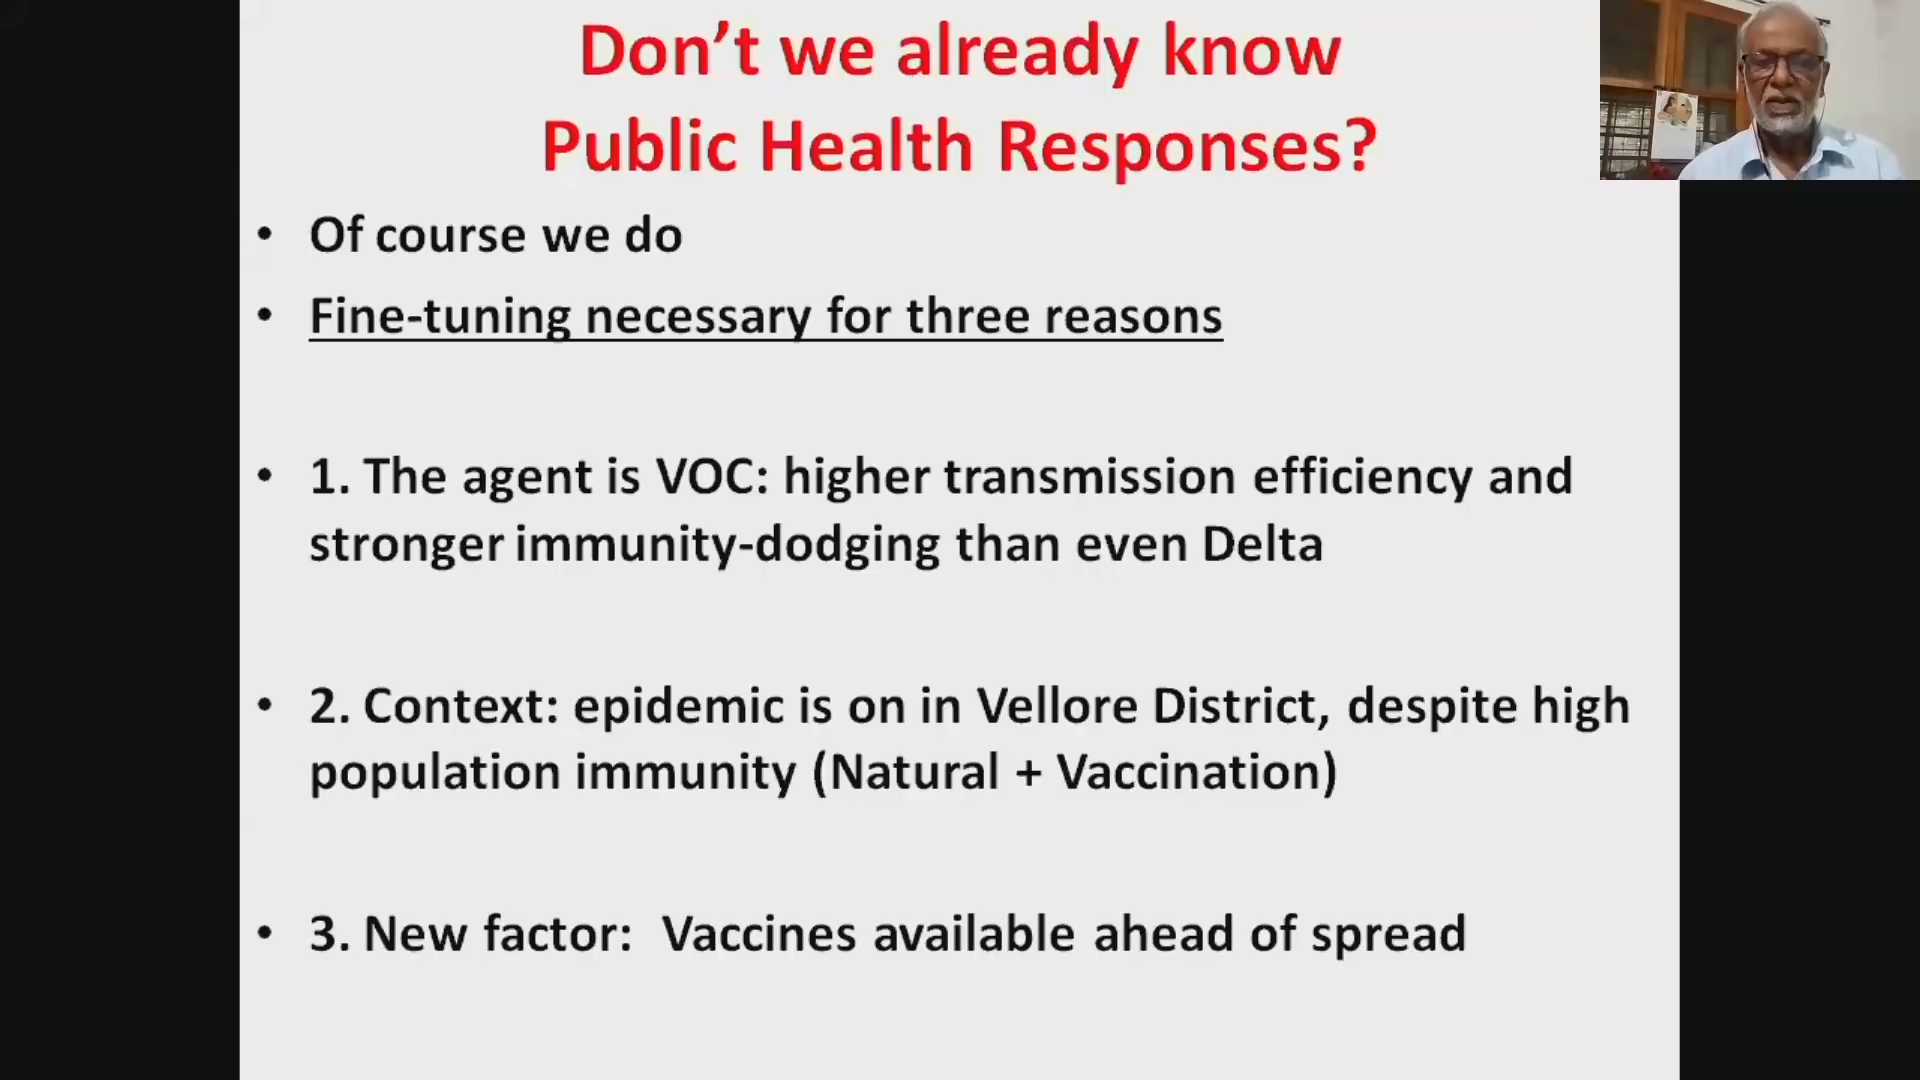 Don’t we already know
Public Health Responses?
• Of course we do
• Fine-tuning necessary for three reasons
• 1. The agent is VOC: higher transmission efficiency and
stronger immunity-dodging than even Delta
• 2. Context: epidemic is on in Vellore District, despite high
population immunity (Natural + Vaccination)
• 3. New factor:  Vaccines available ahead of spread